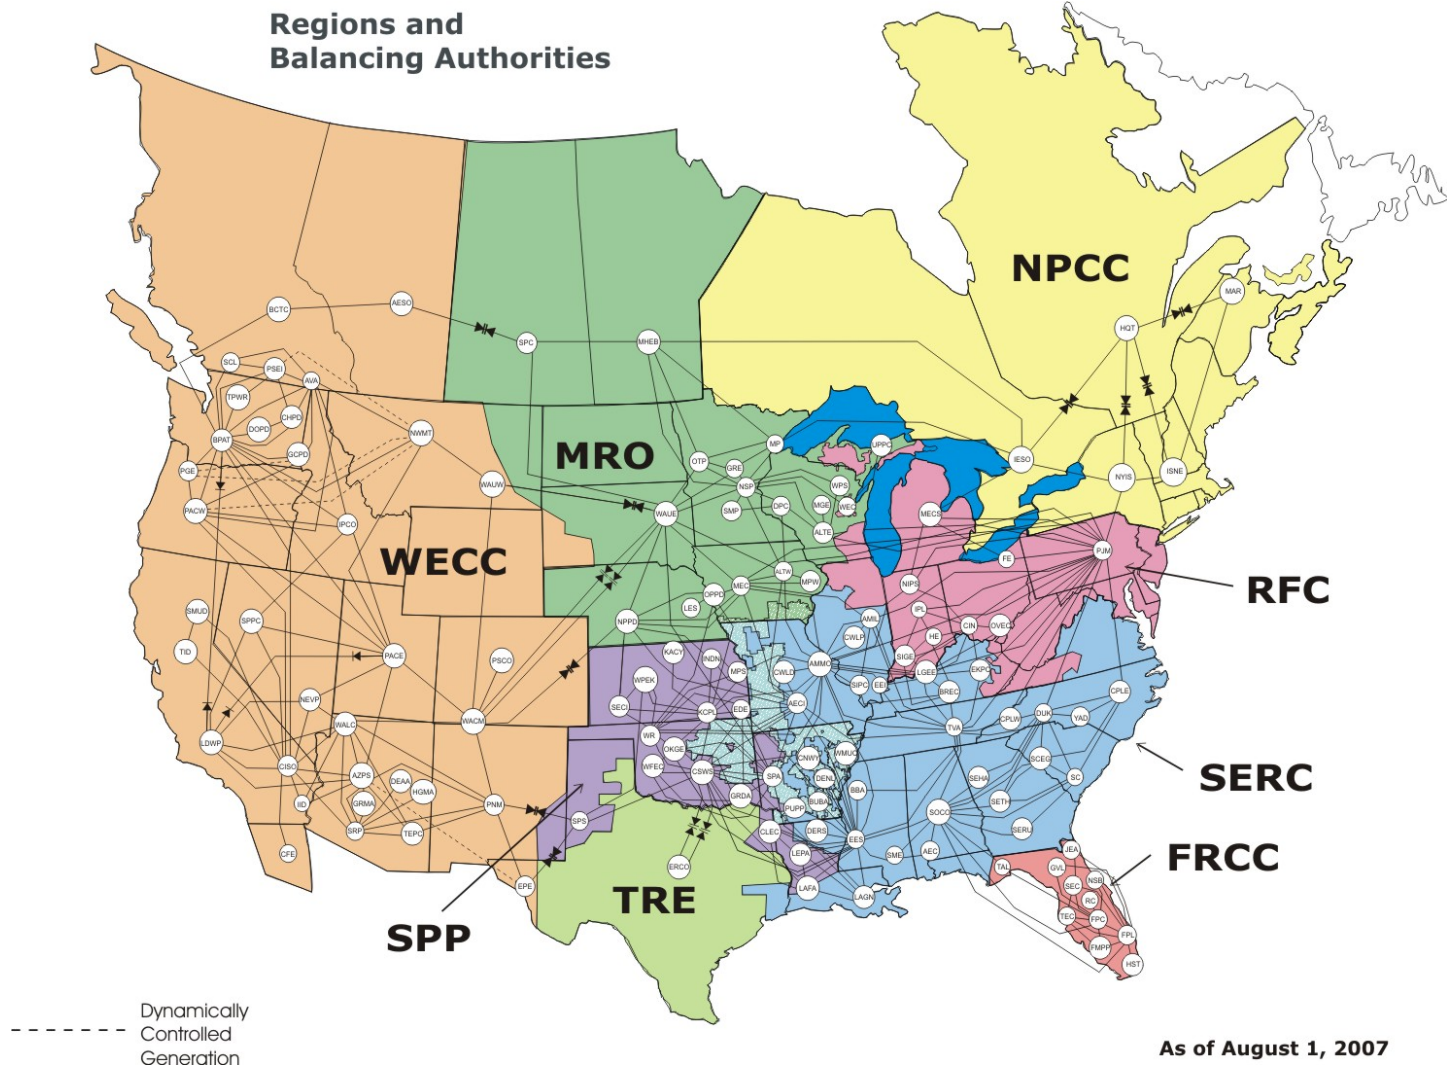 Regions and
Balancing Authorities
NPCC
MAR
HQT
BCTC
AESO
SPC
MHEB
SCL
PSEI
AVA
TPWR
DOPD
CHPD
BPAT
GCPD
NWMT
PGE
PACW
IPCO
WAUW
WECC
MRO
MP
UPPC
OTP
GRE
NSP
WPS
SMP
DPC
MGE
WEC
WAUE
ALTE
IESO
NYIS
ISNE
MECS
FE
PJM
RFC
ALTW
MPW
MEC
OPPD
LES
NPPD
NIPS
IPL
CIN
OVEC
HE
SIGE
LGEE
EKPC
BREC
AMIL
CWLP
AMMO
CWLD
SIPC
EEI
AECI
SMUD
SPPC
TID
PACE
PSCO
NEVP
WALC
WACM
LDWP
CISO
AZPS
DEAA
HGMA
GRMA
IID
SRP
TEPC
PNM
CFE
EPE
KACY
INDN
MPS
WPEK
SECI
KCPL
EDE
WR
OKGE
WFEC
CSWS
GRDA
SPA
SPS
CNWY
WMUC
DENL
PUPP
BUBA
BBA
CLEC
DERS
EES
LEPA
LAFA
LAGN
SME
AEC
SOCO
TVA
CPLW
DUK
YAD
CPLE
SCEG
SEHA
SC
SETH
SERU
SERC
ERCO
TRE
SPP
JEA
TAL
GVL
SEC
NSB
RC
TEC
FPC
FMPP
FPL
HST
FRCC
Dynamically
Controlled
Generation
As of August 1, 2007